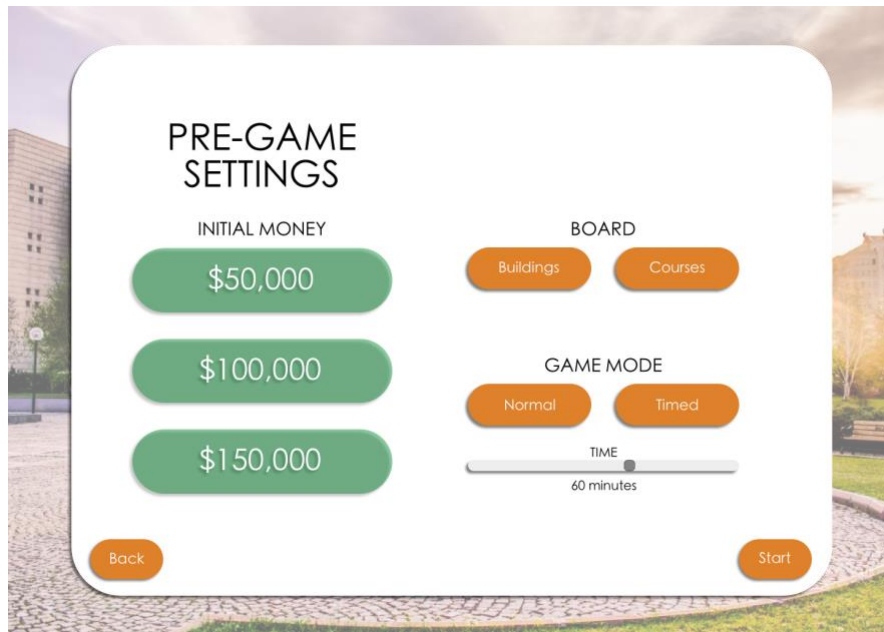 PRE-GAME
SETTINGS
INITIAL MONEY
$50,000
$100,000
$150,000
BOARD
Buildings Courses
GAME MODE
Normal Timed
TIME
60 minutes
Back
Start